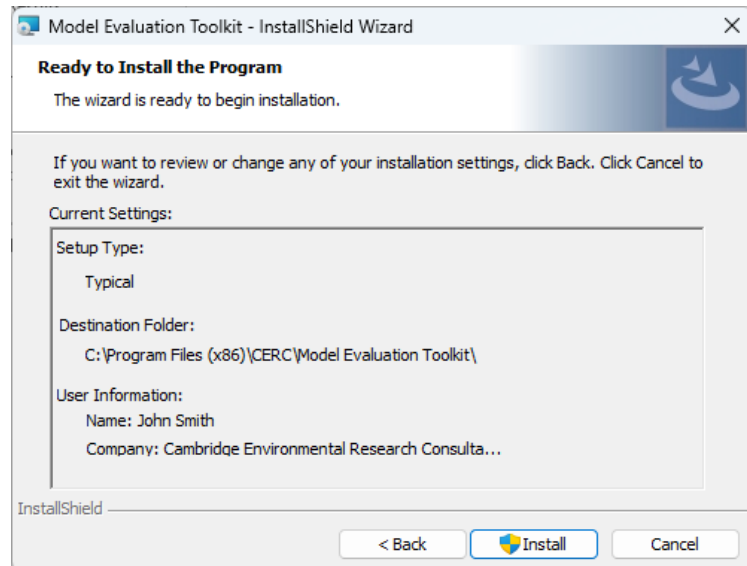 Model Evaluation Toolkit - InstallShield Wizard
Ready to Install the Program
The wizard is ready to begin installation.
If you want to review or change any of your installation settings, click Back. Click Cancel to
exit the wizard.
Current Settings:
Setup Type:
Typical
Destination Folder:
C:\Program Files (x86)\CERC\Model Evaluation Toolkit\
User Information:
Name: John Smith
Company: Cambridge Environmental Research Consulta...
InstallShield
< Back
Install
Cancel